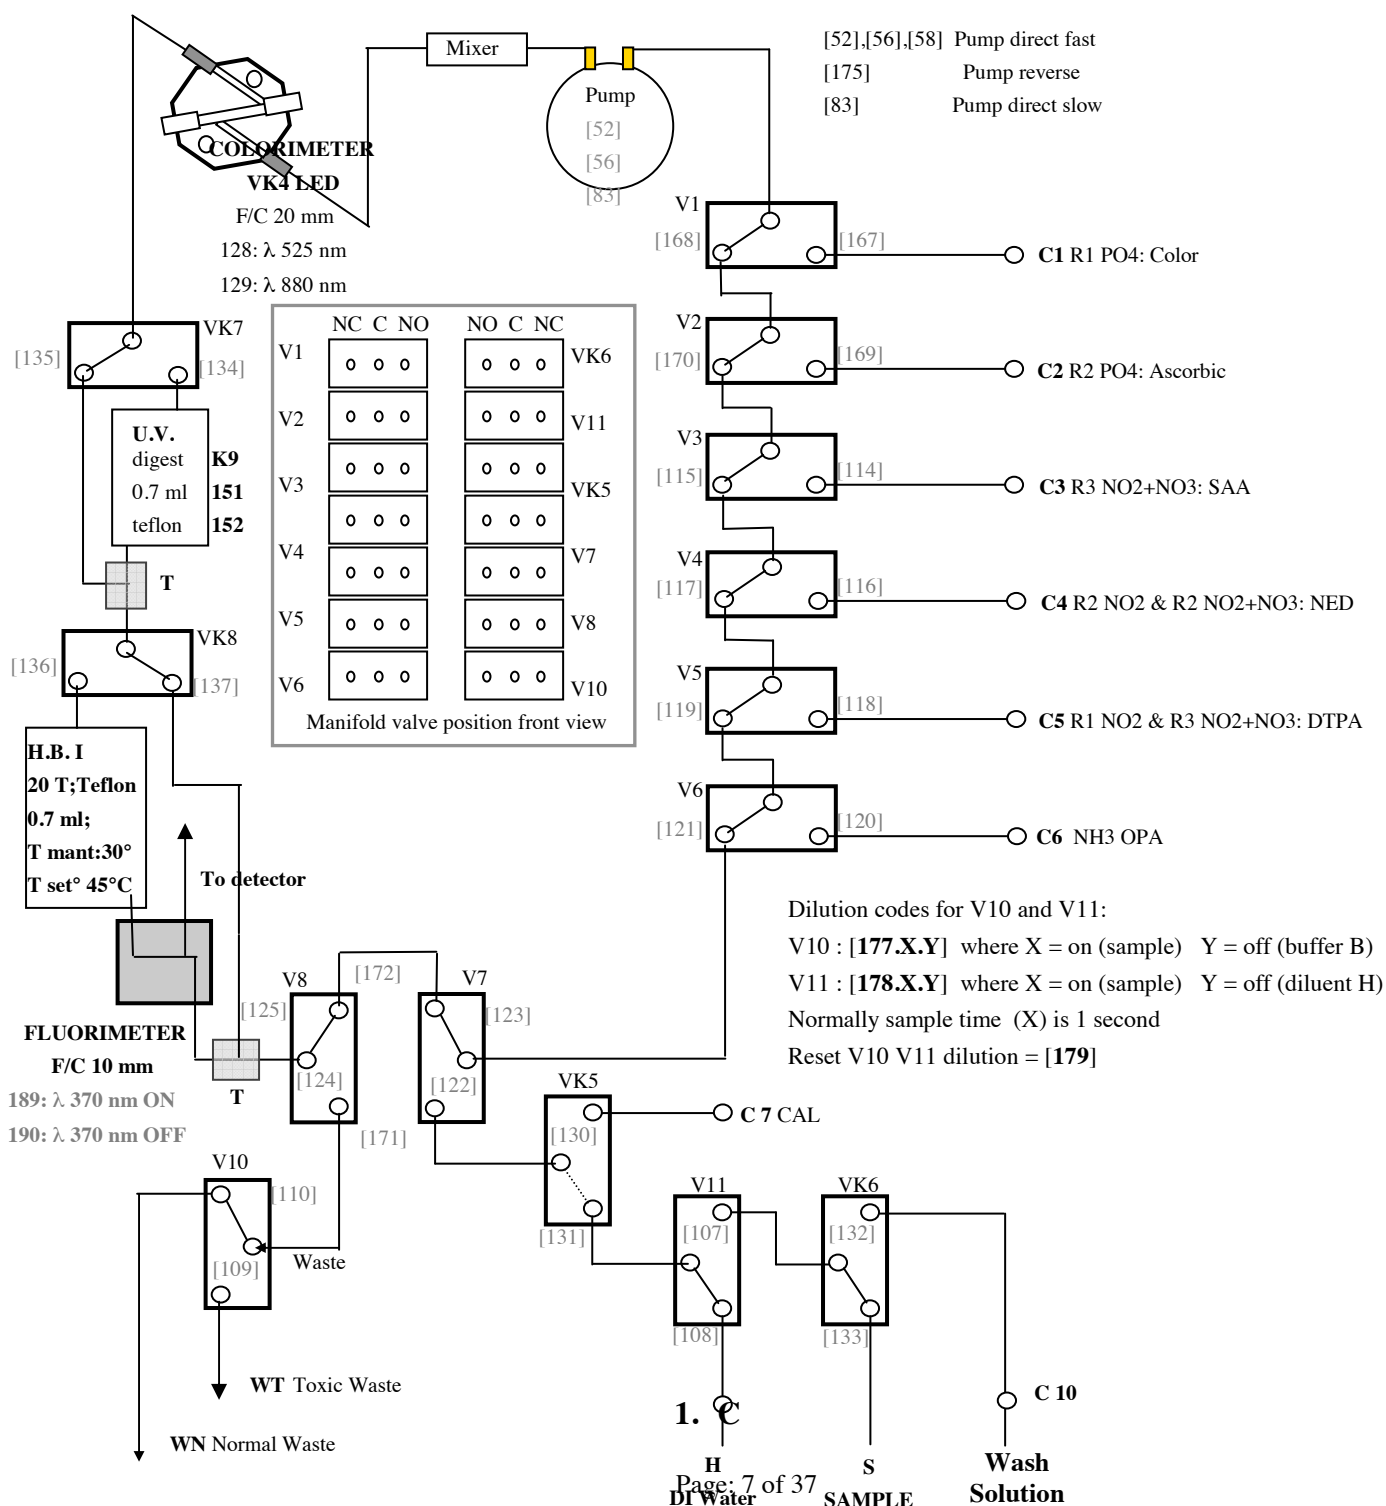 Mixer
Pump
[52]
[56]
[83]
[52],[56],[58] Pump direct fast
[175] Pump reverse
[83] Pump direct slow
COLORIMETER
VK4 LED
F/C 20 mm
128: λ 525 nm
129: λ 880 nm
V1
[168]
[167]
C1 R1 PO4: Color
V2
[170]
[169]
C2 R2 PO4: Ascorbic
V3
[115]
[114]
C3 R3 NO2+NO3: SAA
V4
[117]
[116]
C4 R2 NO2 & R2 NO2+NO3: NED
V5
[119]
[118]
C5 R1 NO2 & R3 NO2+NO3: DTPA
V6
[121]
[120]
C6 NH3 OPA
VK7
[135]
[134]
U.V.
digest
0.7 ml
teflon
K9
151
152
T
VK8
[136]
[137]
NC C NO
NO C NC
V1
V2
V3
V4
V5
V6
VK6
V11
VK5
V7
V8
V10
Manifold valve position front view
H.B. I
20 T;Teflon
0.7 ml;
T mant:30°
T set° 45°C
To detector
FLUORIMETER
F/C 10 mm
189: λ 370 nm ON
190: λ 370 nm OFF
T
V8
[125]
[124]
[172]
[171]
V7
[123]
[122]
Dilution codes for V10 and V11:
V10 : [177.X.Y] where X = on (sample) Y = off (buffer B)
V11 : [178.X.Y] where X = on (sample) Y = off (diluent H)
Normally sample time (X) is 1 second
Reset V10 V11 dilution = [179]
VK5
[130]
[131]
C 7 CAL
V10
[110]
[109]
Waste
V11
[107]
[108]
VK6
[132]
[133]
WT Toxic Waste
WN Normal Waste
1. C
C 10
H
DI Water
S
SAMPLE
Wash
Solution
Page: 7 of 37